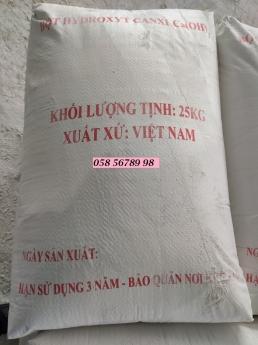 BỘT HYDROXYT CANXI Ca(OH)
KHỐI LƯỢNG TỊNH: 25KG
XUẤT XỨ: VIỆT NAM
058 56789 98
NGÀY SẢN XUẤT:
HẠN SỬ DỤNG 3 NĂM - BẢO QUẢN NƠI